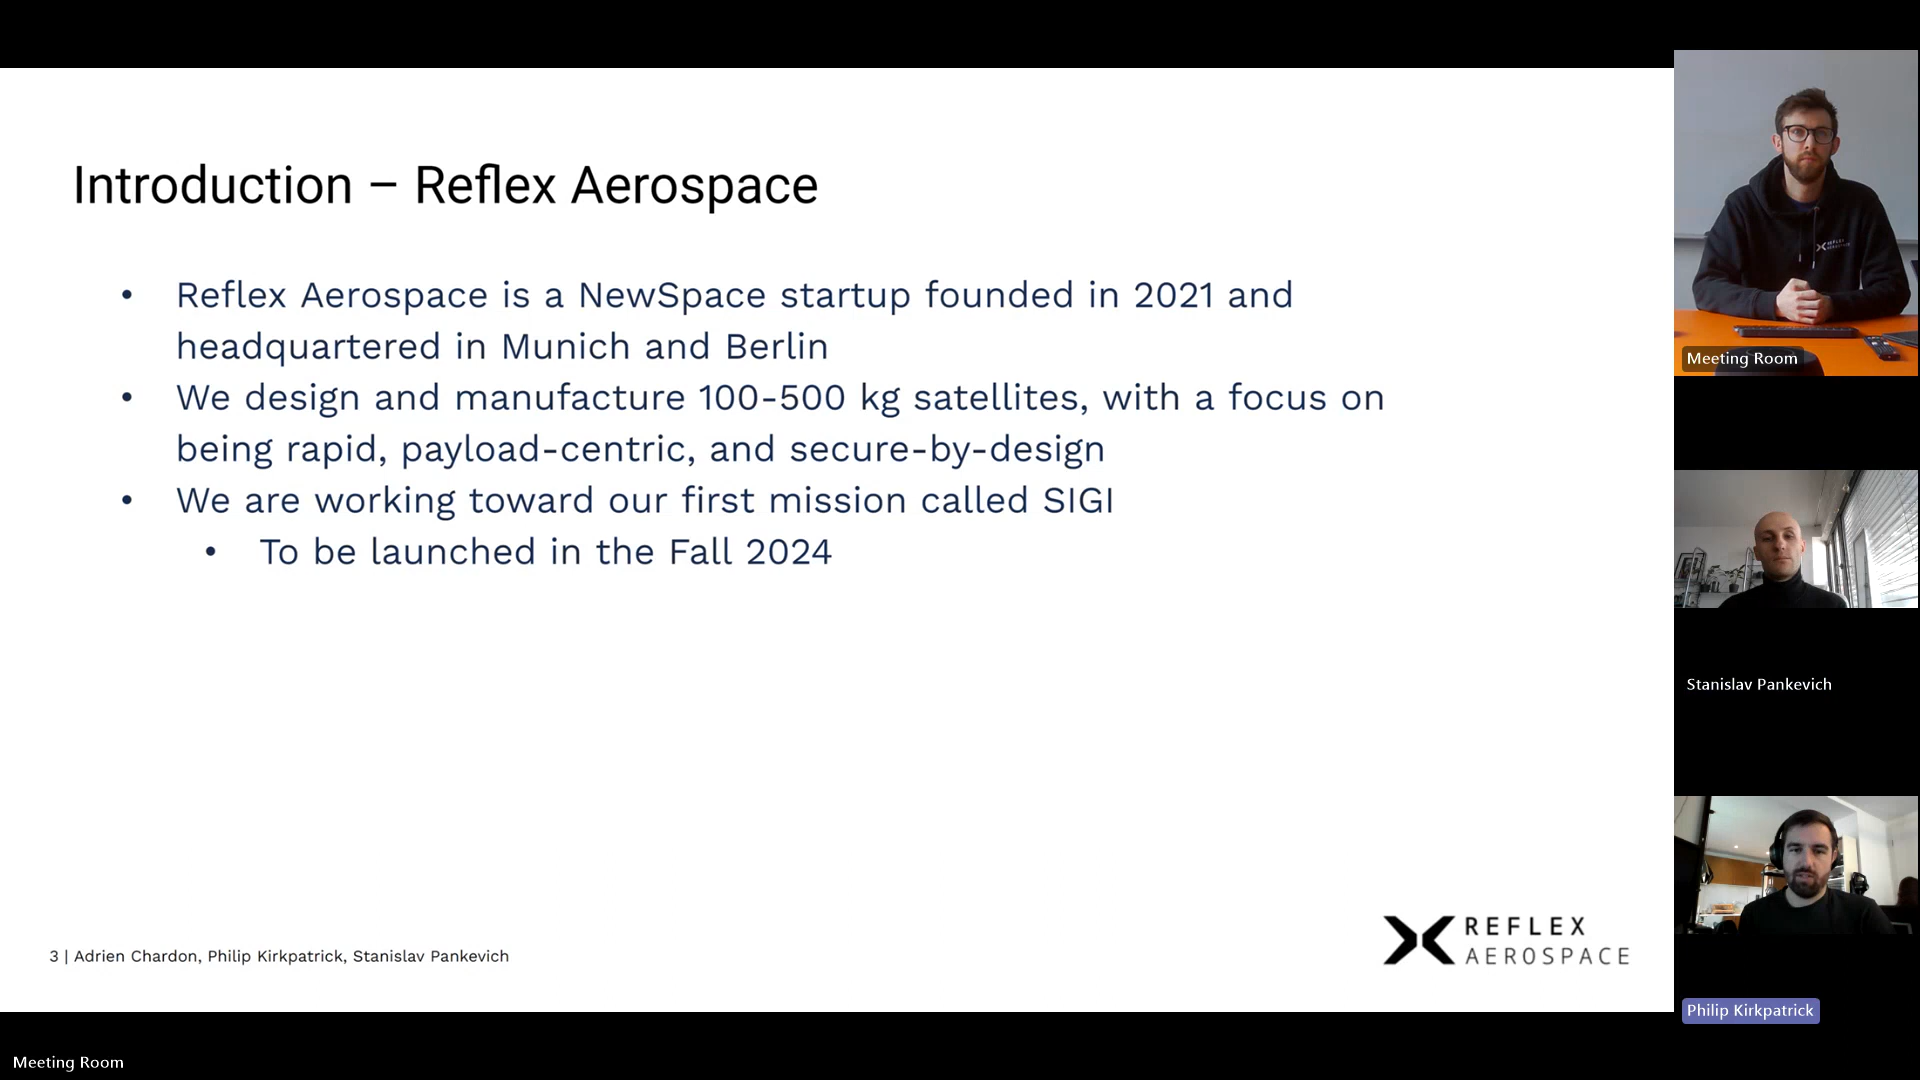 Introduction – Reflex Aerospace
• Reflex Aerospace is a NewSpace startup founded in 2021 and
headquartered in Munich and Berlin
• We design and manufacture 100-500 kg satellites, with a focus on
being rapid, payload-centric, and secure-by-design
• We are working toward our first mission called SIGI
• To be launched in the Fall 2024
3 | Adrien Chardon, Philip Kirkpatrick, Stanislav Pankevich
REFLEX
AEROSPACE
REFLEX
AEROSPACE
Meeting Room
Stanislav Pankevich
Philip Kirkpatrick
Meeting Room